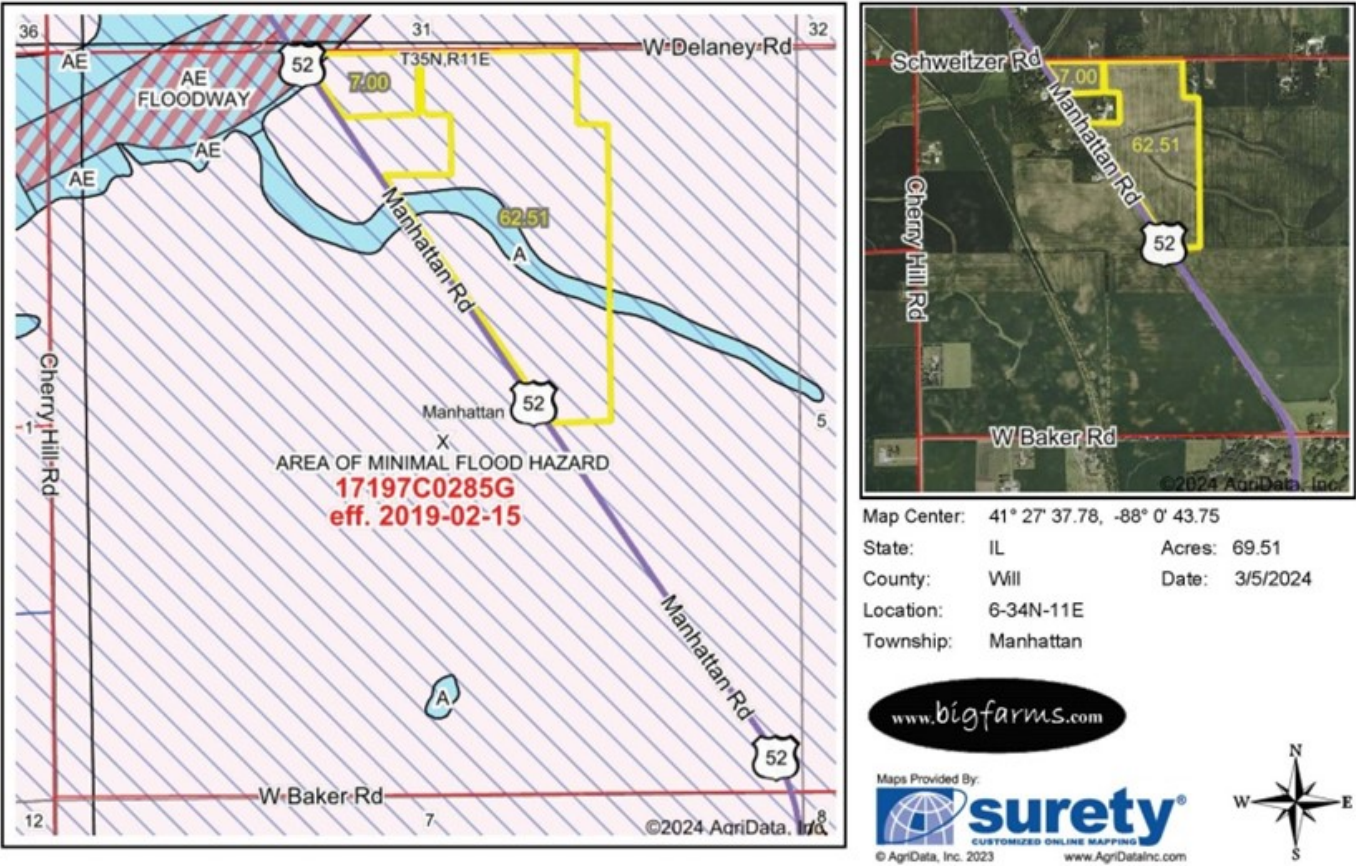 36
31
32
W Delaney Rd
T35N,R11E
52
7.00
AE
AE
FLOODWAY
AE
AE
Manhattan Rd
62.51
A
Cherry Hill Rd
1
Manhattan
52
5
X
AREA OF MINIMAL FLOOD HAZARD
17197C0285G
eff. 2019-02-15
Manhattan Rd
A
52
W Baker Rd
12
7
8
©2024 AgriData, Inc.
Schweitzer Rd
7.00
Manhattan Rd
62.51
Cherry Hill Rd
52
W Baker Rd
©2024 AgriData, Inc.
Map Center: 41° 27' 37.78, -88° 0' 43.75
State: IL Acres: 69.51
County: Will Date: 3/5/2024
Location: 6-34N-11E
Township: Manhattan
www.bigfarms.com
Maps Provided By:
surety®
CUSTOMIZED ONLINE MAPPING
© AgriData, Inc. 2023 www.AgriDataInc.com
N
W E
S